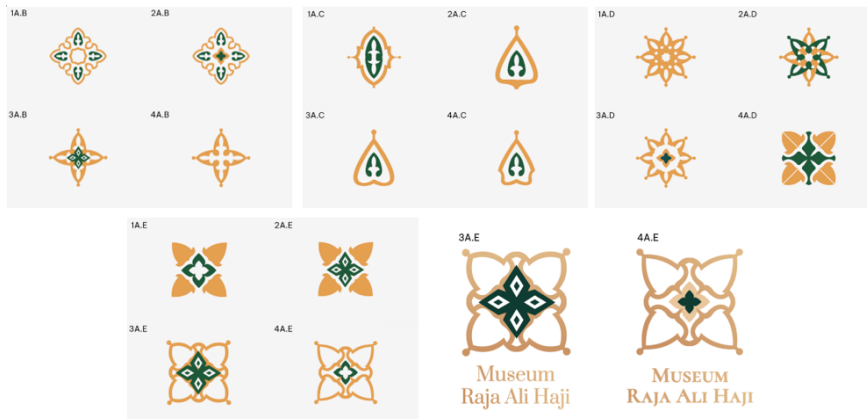 1A.B
2A.B
3A.B
4A.B
1A.C
2A.C
3A.C
4A.C
1A.D
2A.D
3A.D
4A.D
1A.E
2A.E
3A.E
4A.E
3A.E
Museum
Raja Ali Haji
4A.E
Museum
Raja Ali Haji